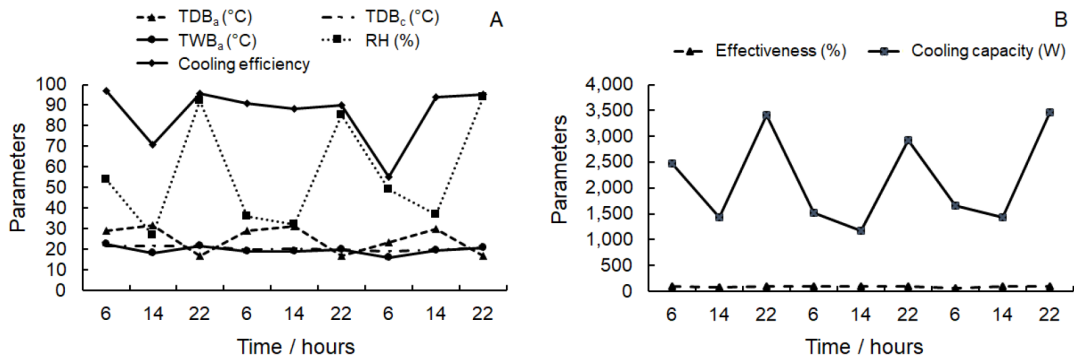 A
TDBa (°C)
TDBc (°C)
TWBa (°C)
RH (%)
Cooling efficiency
Parameters
100
90
80
70
60
50
40
30
20
10
0
6 14 22 6 14 22 6 14 22
Time / hours
B
Effectiveness (%)
Cooling capacity (W)
Parameters
4,000
3,500
3,000
2,500
2,000
1,500
1,000
500
0
6 14 22 6 14 22 6 14 22
Time / hours